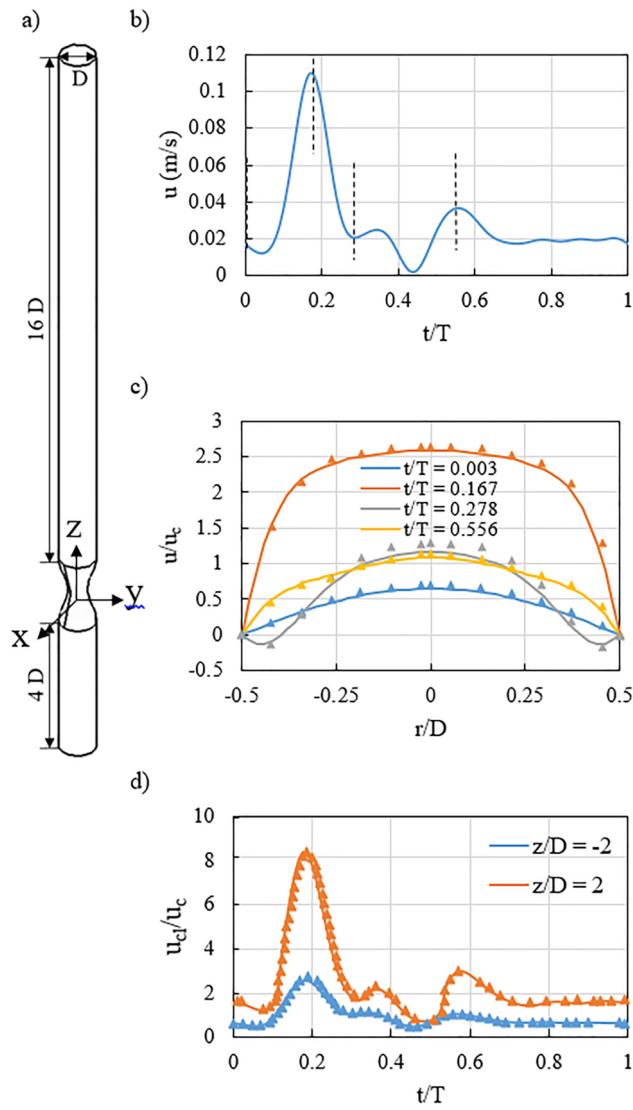 a)
D
16 D
Z
y
X
4 D
b)
0.12
0.1
0.08
0.06
0.04
0.02
0
u (m/s)
0 0.2 0.4 0.6 0.8 1
t/T
c)
3
2.5
2
1.5
1
0.5
0
-0.5
u/uc
t/T = 0.003
t/T = 0.167
t/T = 0.278
t/T = 0.556
-0.5 -0.25 0 0.25 0.5
r/D
d)
10
8
6
4
2
0
ucl/uc
z/D = -2
z/D = 2
0 0.2 0.4 0.6 0.8 1
t/T